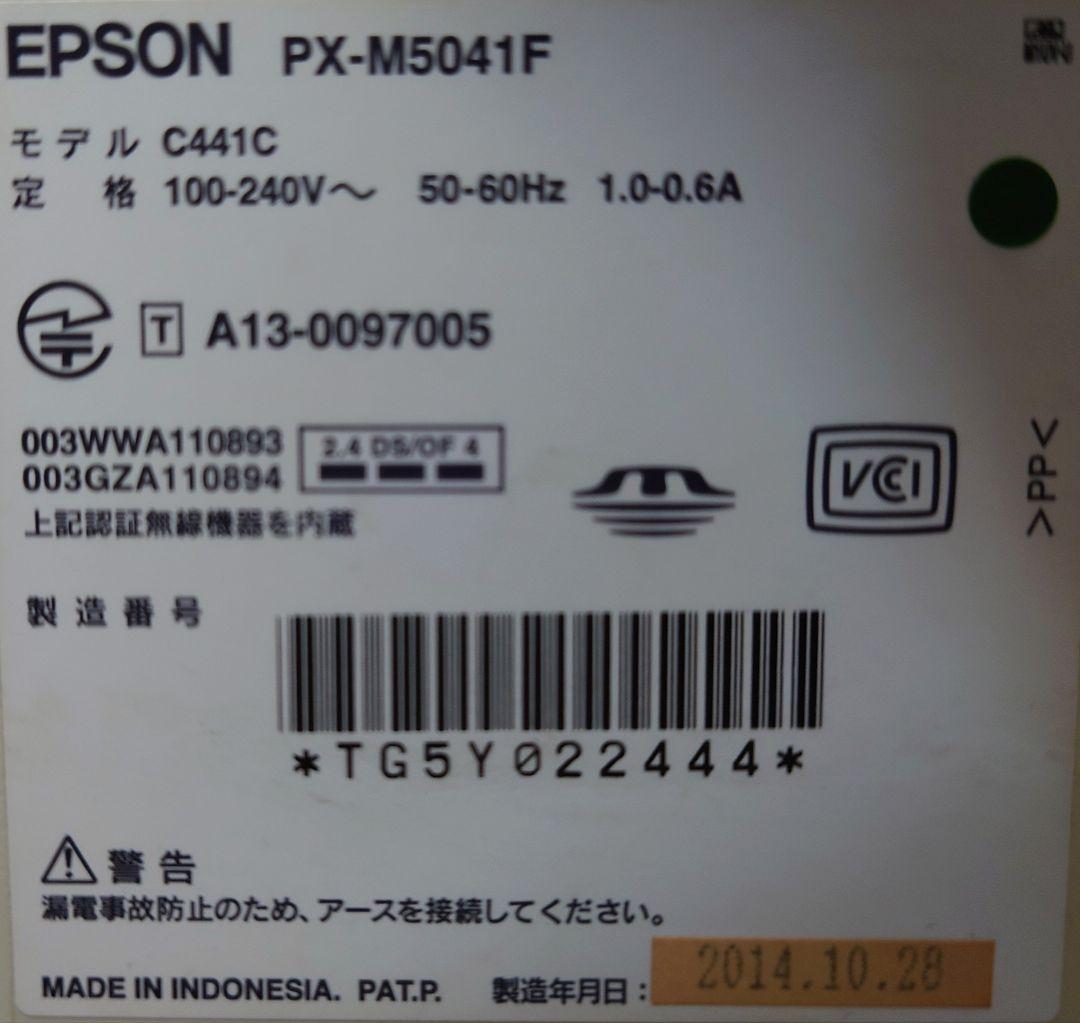 EPSON PX-M5041F
モデル C441C
定格 100-240V～ 50-60Hz 1.0-0.6A
T A13-0097005
003WWA110893
003GZA110894
2.4 DS/OF 4
上記認証無線機器を内蔵
VCCI
>PP<
製造番号
*TG5Y022444*
警告
漏電事故防止のため、アースを接続してください。
MADE IN INDONESIA. PAT.P. 製造年月日：2014.10.28